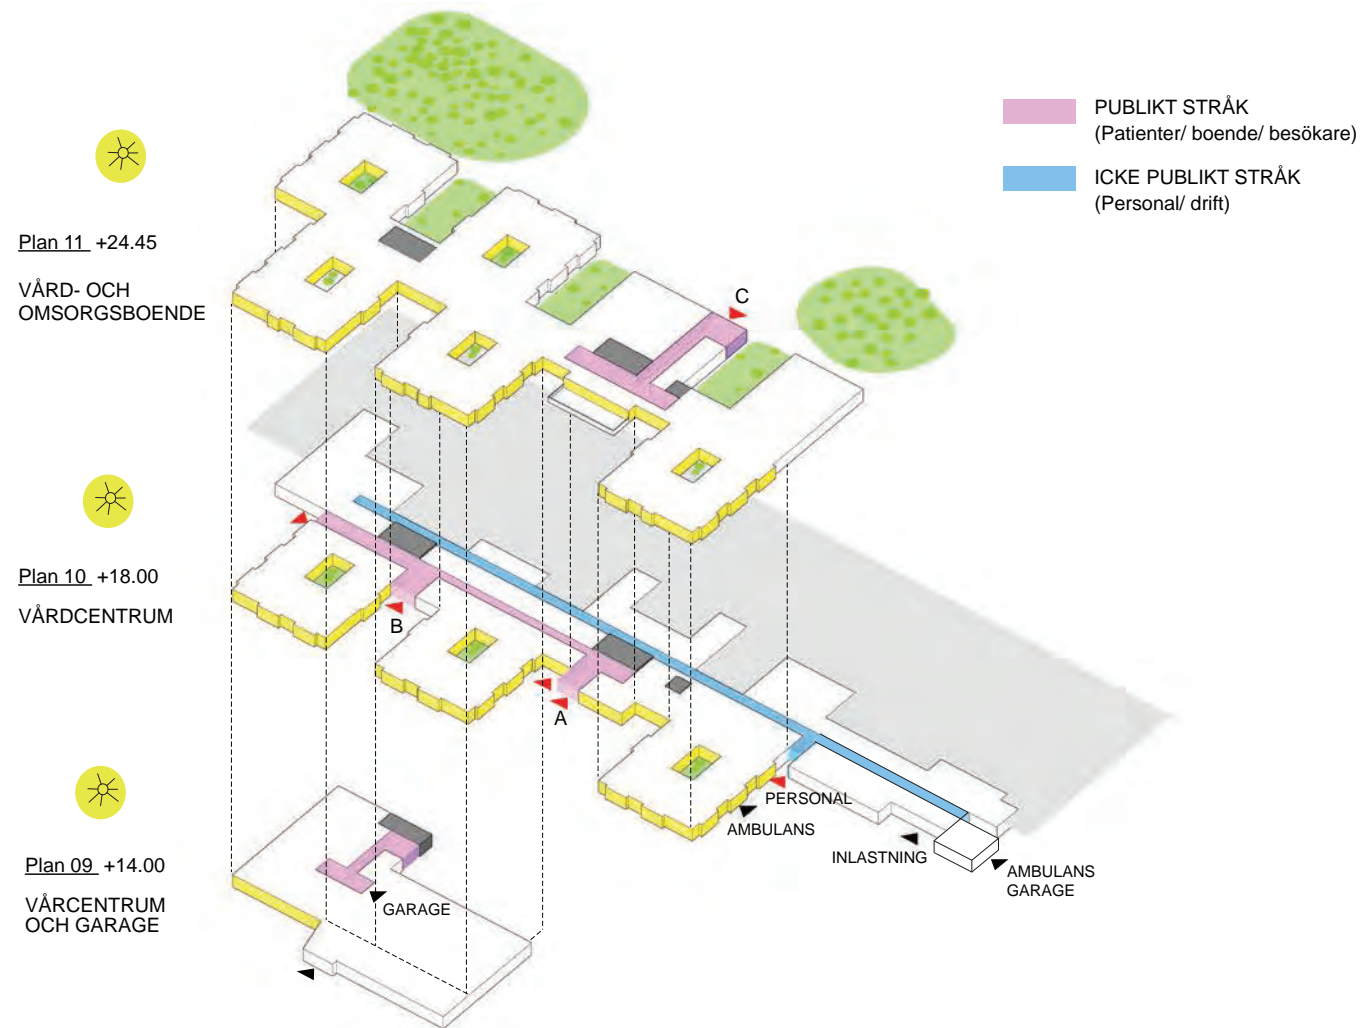 PUBLIKT STRÅK
(Patienter/ boende/ besökare)
ICKE PUBLIKT STRÅK
(Personal/ drift)
Plan 11 +24.45
VÅRD- OCH
OMSORGSBOENDE
C
Plan 10 +18.00
VÅRDCENTRUM
B
A
PERSONAL
AMBULANS
INLASTNING
AMBULANS
GARAGE
Plan 09 +14.00
VÅRCENTRUM
OCH GARAGE
GARAGE